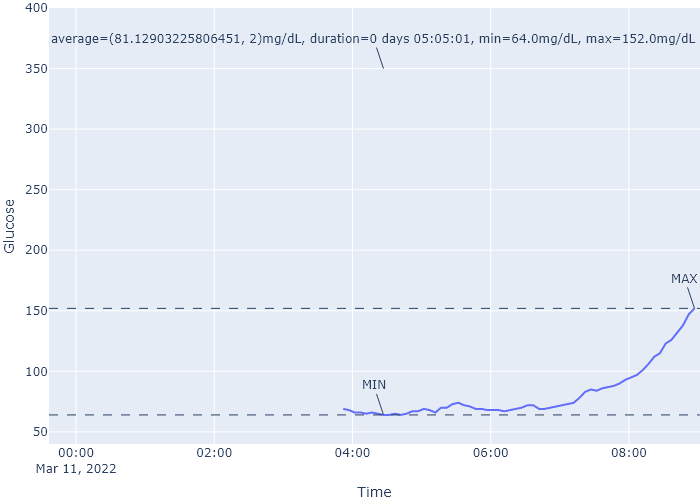 400
average=(81.12903225806451, 2)mg/dL, duration=0 days 05:05:01, min=64.0mg/dL, max=152.0mg/dL
350
300
250
Glucose
200
MAX
150
MIN
100
50
00:00 02:00 04:00 06:00 08:00
Mar 11, 2022
Time